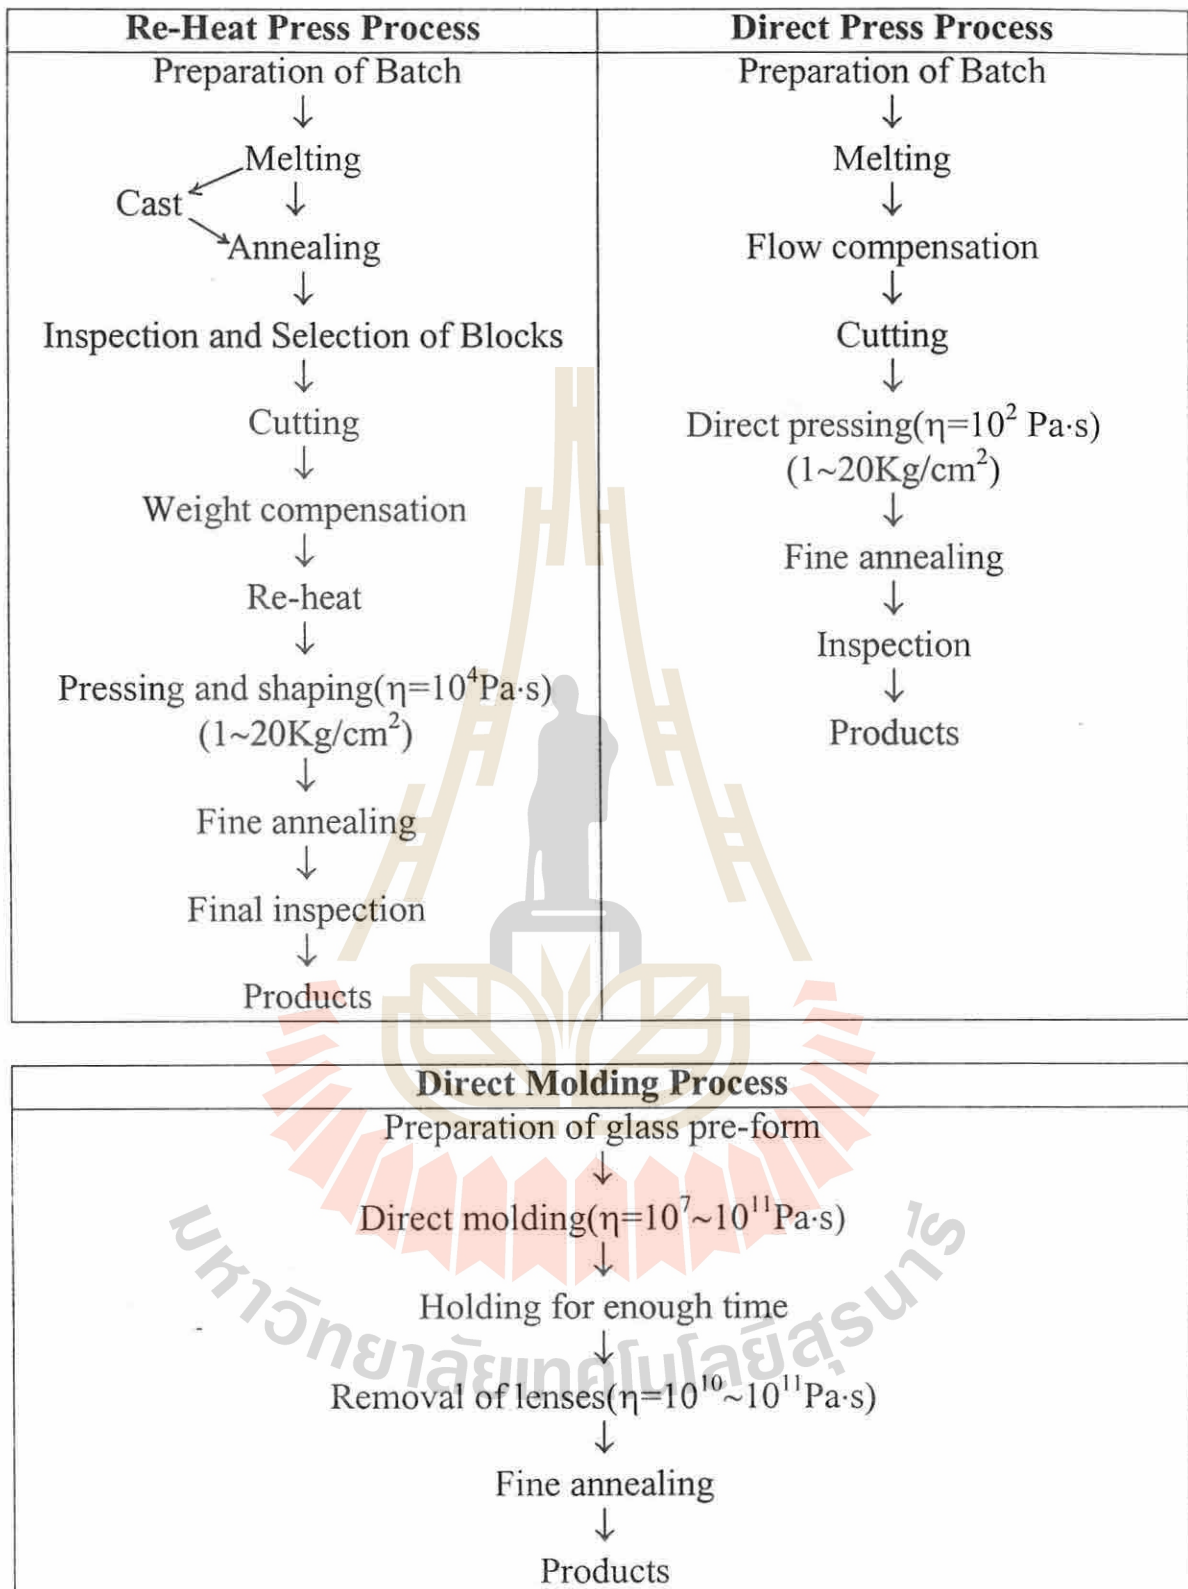 Re-Heat Press Process
Preparation of Batch
↓
Melting
Cast ↓
Annealing
↓
Inspection and Selection of Blocks
↓
Cutting
↓
Weight compensation
↓
Re-heat
↓
Pressing and shaping(η=10⁴Pa·s)
(1~20Kg/cm²)
↓
Fine annealing
↓
Final inspection
↓
Products
Direct Press Process
Preparation of Batch
↓
Melting
↓
Flow compensation
↓
Cutting
↓
Direct pressing(η=10² Pa·s)
(1~20Kg/cm²)
↓
Fine annealing
↓
Inspection
↓
Products
Direct Molding Process
Preparation of glass pre-form
↓
Direct molding(η=10⁷~10¹¹Pa·s)
↓
Holding for enough time
↓
Removal of lenses(η=10¹⁰~10¹¹Pa·s)
↓
Fine annealing
↓
Products
มหาวิทยาลัยเทคโนโลยีสุรนารี